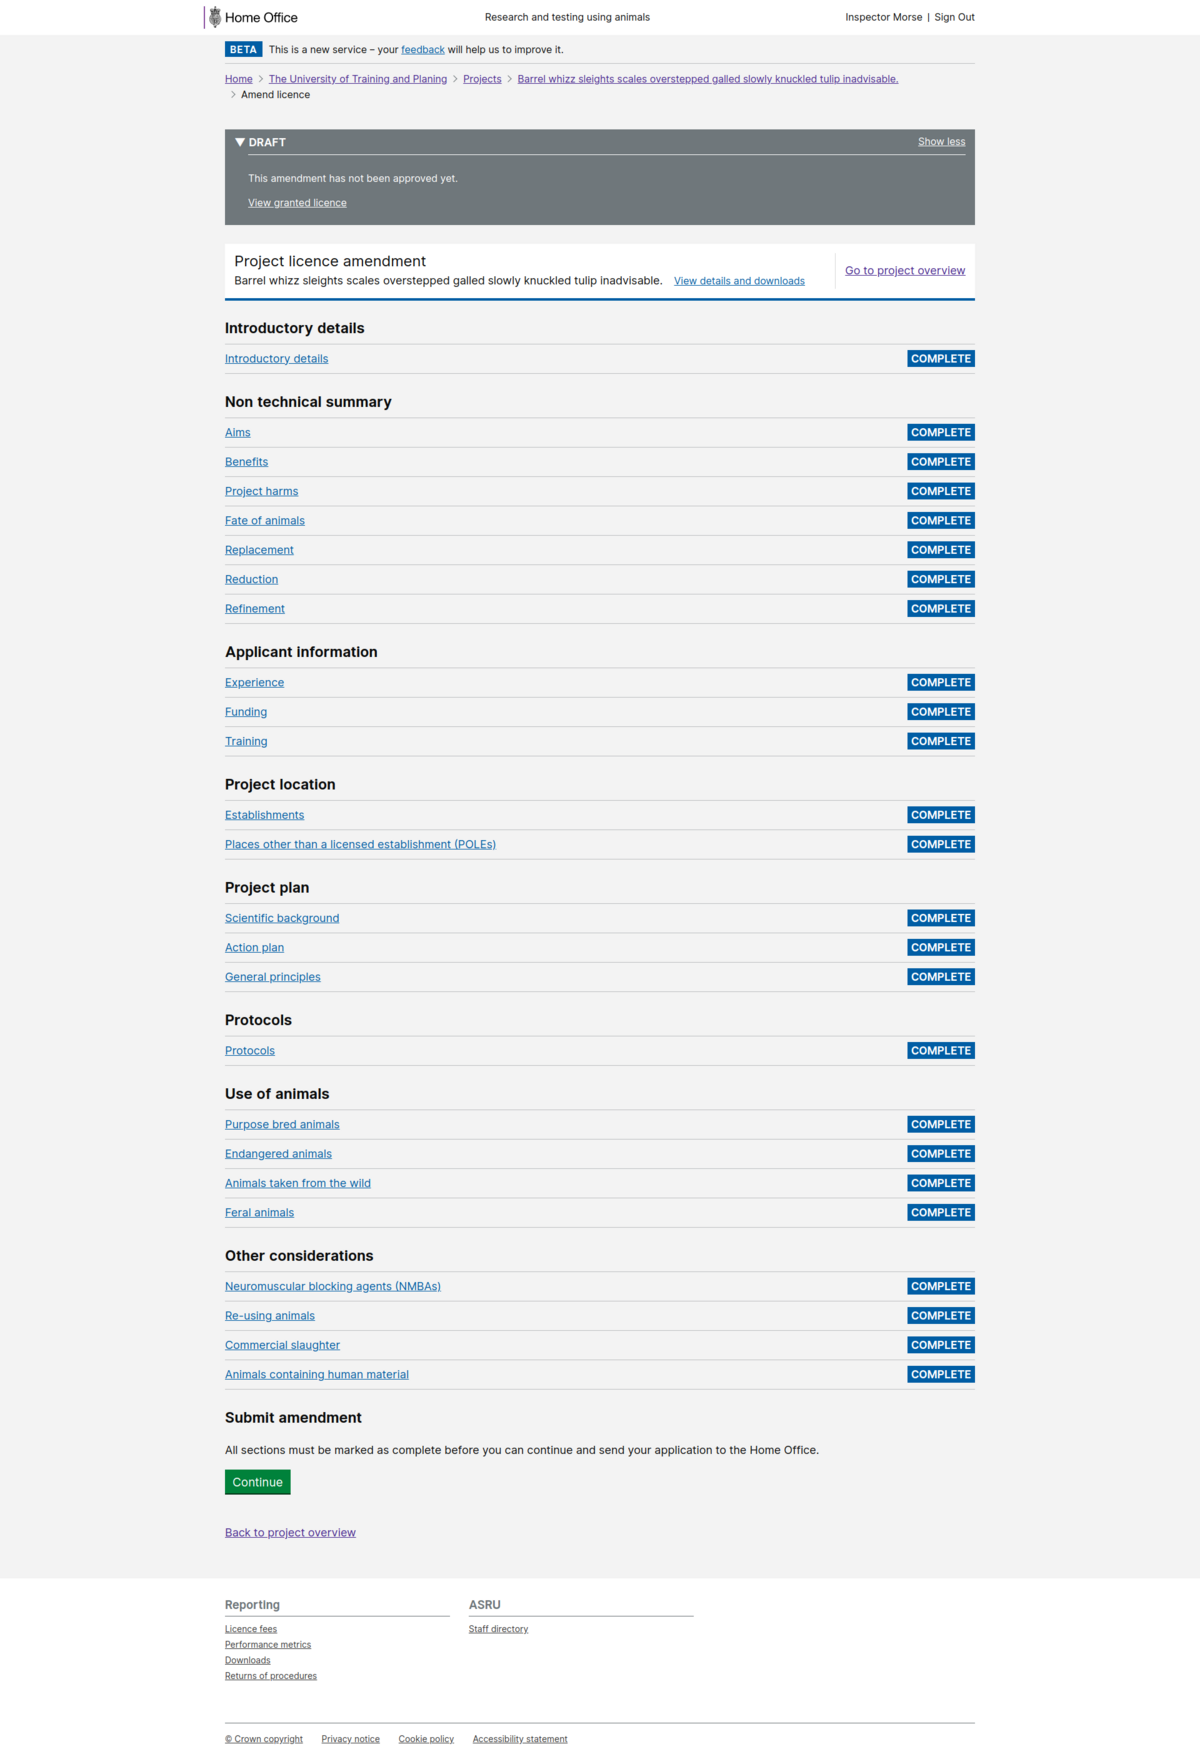 Home Office
Research and testing using animals
Inspector Morse | Sign Out
BETA This is a new service – your feedback will help us to improve it.
Home > The University of Training and Planing > Projects > Barrel whizz sleights scales overstepped galled slowly knuckled tulip inadvisable.
> Amend licence
▼ DRAFT
Show less
This amendment has not been approved yet.
View granted licence
Project licence amendment
Barrel whizz sleights scales overstepped galled slowly knuckled tulip inadvisable. View details and downloads
Go to project overview
Introductory details
Introductory details COMPLETE
Non technical summary
Aims COMPLETE
Benefits COMPLETE
Project harms COMPLETE
Fate of animals COMPLETE
Replacement COMPLETE
Reduction COMPLETE
Refinement COMPLETE
Applicant information
Experience COMPLETE
Funding COMPLETE
Training COMPLETE
Project location
Establishments COMPLETE
Places other than a licensed establishment (POLEs) COMPLETE
Project plan
Scientific background COMPLETE
Action plan COMPLETE
General principles COMPLETE
Protocols
Protocols COMPLETE
Use of animals
Purpose bred animals COMPLETE
Endangered animals COMPLETE
Animals taken from the wild COMPLETE
Feral animals COMPLETE
Other considerations
Neuromuscular blocking agents (NMBAs) COMPLETE
Re-using animals COMPLETE
Commercial slaughter COMPLETE
Animals containing human material COMPLETE
Submit amendment
All sections must be marked as complete before you can continue and send your application to the Home Office.
Continue
Back to project overview
Reporting
Licence fees
Performance metrics
Downloads
Returns of procedures
ASRU
Staff directory
© Crown copyright Privacy notice Cookie policy Accessibility statement